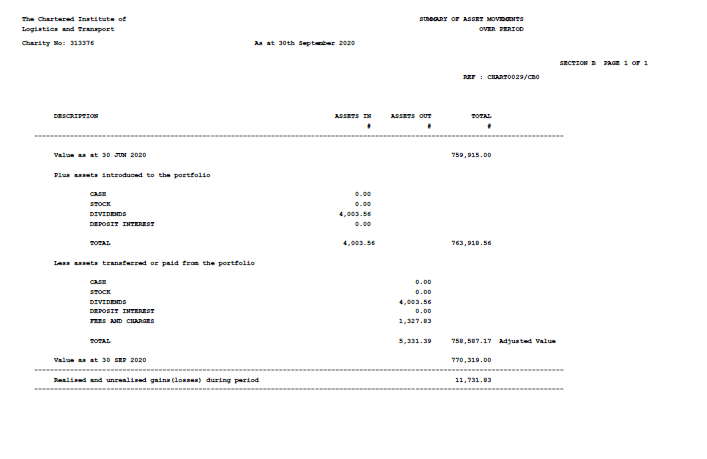 The Chartered Institute of SUMMARY OF ASSET MOVEMENTS
Logistics and Transport OVER PERIOD
Charity No: 313376 As at 30th September 2020
SECTION B PAGE 1 OF 1
REF : CHART0029/CB0
DESCRIPTION ASSETS IN ASSETS OUT TOTAL
# # #
Value as at 30 JUN 2020 759,915.00
Plus assets introduced to the portfolio
CASH 0.00
STOCK 0.00
DIVIDENDS 4,003.56
DEPOSIT INTEREST 0.00
TOTAL 4,003.56 763,918.56
Less assets transferred or paid from the portfolio
CASH 0.00
STOCK 0.00
DIVIDENDS 4,003.56
DEPOSIT INTEREST 0.00
FEES AND CHARGES 1,327.83
TOTAL 5,331.39 758,587.17 Adjusted Value
Value as at 30 SEP 2020 770,319.00
Realised and unrealised gains(losses) during period 11,731.83